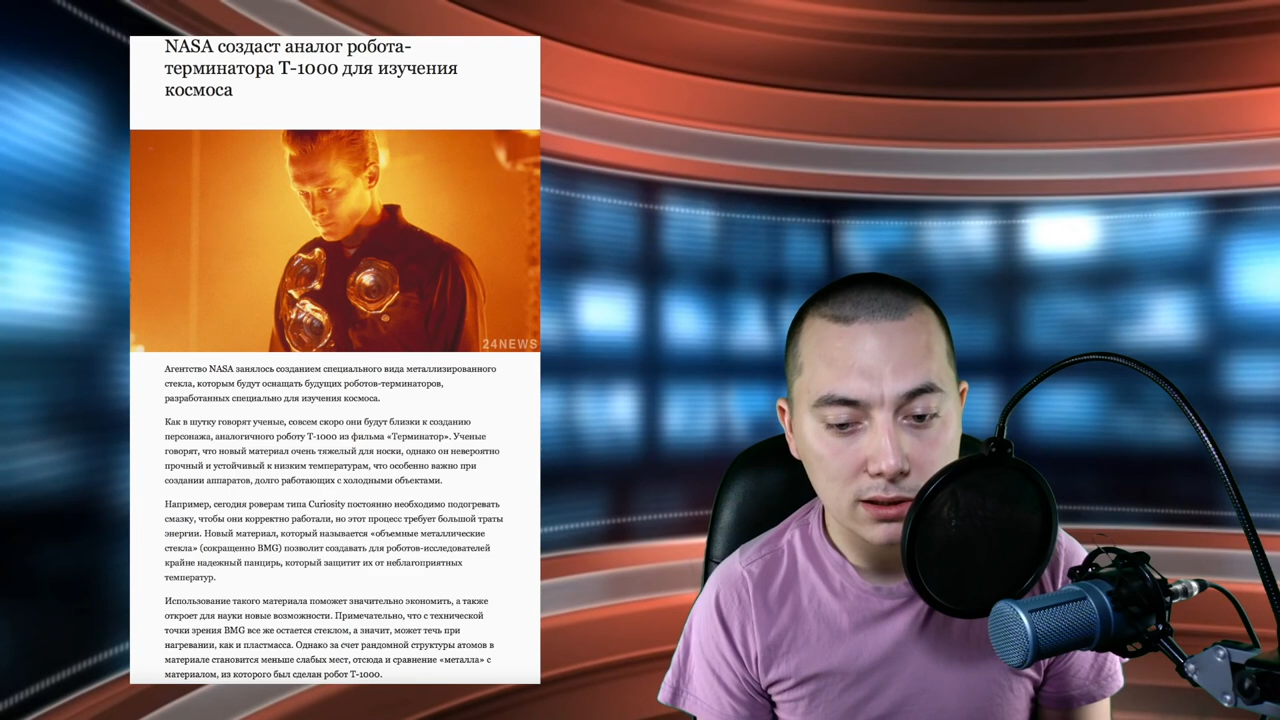 NASA создаст аналог робота-
терминатора Т-1000 для изучения
космоса
24NEWS
Агентство NASA занялось созданием специального вида металлизированного
стекла, которым будут оснащать будущих роботов-терминаторов,
разработанных специально для изучения космоса.
Как в шутку говорят ученые, совсем скоро они будут близки к созданию
персонажа, аналогичного роботу Т-1000 из фильма «Терминатор». Ученые
говорят, что новый материал очень тяжелый для носки, однако он невероятно
прочный и устойчивый к низким температурам, что особенно важно при
создании аппаратов, долго работающих с холодными объектами.
Например, сегодня роверам типа Curiosity постоянно необходимо подогревать
смазку, чтобы они корректно работали, но этот процесс требует большой траты
энергии. Новый материал, который называется «объемные металлические
стекла» (сокращенно BMG) позволит создавать для роботов-исследователей
крайне надежный панцирь, который защитит их от неблагоприятных
температур.
Использование такого материала поможет значительно экономить, а также
откроет для науки новые возможности. Примечательно, что с технической
точки зрения BMG все же остается стеклом, а значит, может течь при
нагревании, как и пластмасса. Однако за счет рандомной структуры атомов в
материале становится меньше слабых мест, отсюда и сравнение «металла» с
материалом, из которого был сделан робот Т-1000.